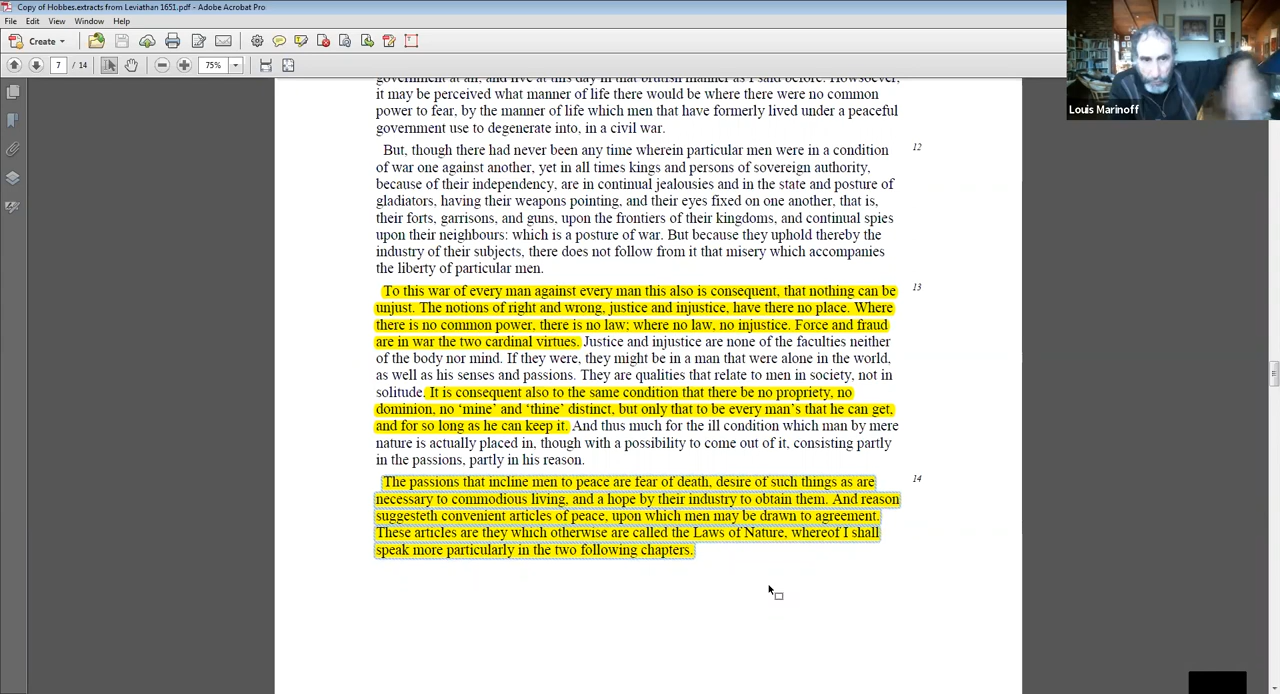 Copy of Hobbes.extracts from Leviathan 1651.pdf - Adobe Acrobat Pro
File Edit View Window Help
Create
7 / 14
75%
Louis Marinoff
government at all, and live at this day in that brutish manner as I said before. Howsoever,
it may be perceived what manner of life there would be where there were no common
power to fear, by the manner of life which men that have formerly lived under a peaceful
government use to degenerate into, in a civil war.
But, though there had never been any time wherein particular men were in a condition 12
of war one against another, yet in all times kings and persons of sovereign authority,
because of their independency, are in continual jealousies and in the state and posture of
gladiators, having their weapons pointing, and their eyes fixed on one another, that is,
their forts, garrisons, and guns, upon the frontiers of their kingdoms, and continual spies
upon their neighbours: which is a posture of war. But because they uphold thereby the
industry of their subjects, there does not follow from it that misery which accompanies
the liberty of particular men.
To this war of every man against every man this also is consequent, that nothing can be 13
unjust. The notions of right and wrong, justice and injustice, have there no place. Where
there is no common power, there is no law; where no law, no injustice. Force and fraud
are in war the two cardinal virtues. Justice and injustice are none of the faculties neither
of the body nor mind. If they were, they might be in a man that were alone in the world,
as well as his senses and passions. They are qualities that relate to men in society, not in
solitude. It is consequent also to the same condition that there be no propriety, no
dominion, no ‘mine’ and ‘thine’ distinct, but only that to be every man’s that he can get,
and for so long as he can keep it. And thus much for the ill condition which man by mere
nature is actually placed in, though with a possibility to come out of it, consisting partly
in the passions, partly in his reason.
The passions that incline men to peace are fear of death, desire of such things as are 14
necessary to commodious living, and a hope by their industry to obtain them. And reason
suggesteth convenient articles of peace, upon which men may be drawn to agreement.
These articles are they which otherwise are called the Laws of Nature, whereof I shall
speak more particularly in the two following chapters.